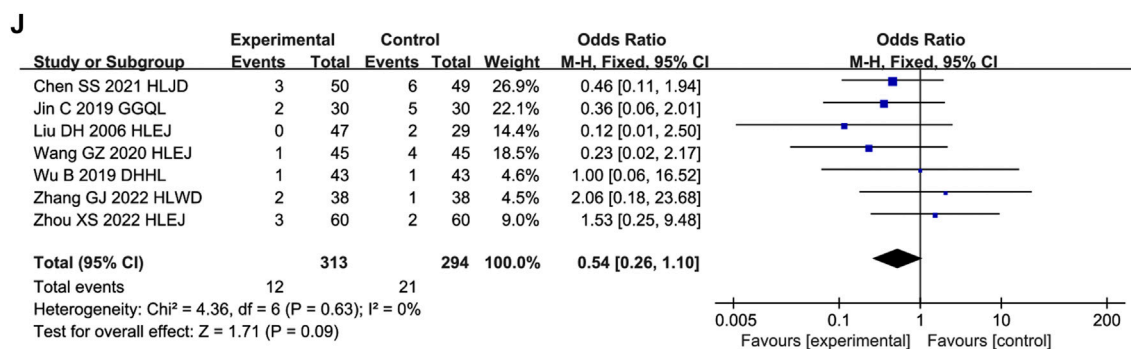 J
Experimental Control Odds Ratio Odds Ratio
Study or Subgroup Events Total Events Total Weight M-H, Fixed, 95% CI M-H, Fixed, 95% CI
Chen SS 2021 HLJD 3 50 6 49 26.9% 0.46 [0.11, 1.94]
Jin C 2019 GGQL 2 30 5 30 22.1% 0.36 [0.06, 2.01]
Liu DH 2006 HLEJ 0 47 2 29 14.4% 0.12 [0.01, 2.50]
Wang GZ 2020 HLEJ 1 45 4 45 18.5% 0.23 [0.02, 2.17]
Wu B 2019 DHHL 1 43 1 43 4.6% 1.00 [0.06, 16.52]
Zhang GJ 2022 HLWD 2 38 1 38 4.5% 2.06 [0.18, 23.68]
Zhou XS 2022 HLEJ 3 60 2 60 9.0% 1.53 [0.25, 9.48]
Total (95% CI) 313 294 100.0% 0.54 [0.26, 1.10]
Total events 12 21
Heterogeneity: Chi² = 4.36, df = 6 (P = 0.63); I² = 0%
Test for overall effect: Z = 1.71 (P = 0.09)
0.005 0.1 1 10 200
Favours [experimental] Favours [control]